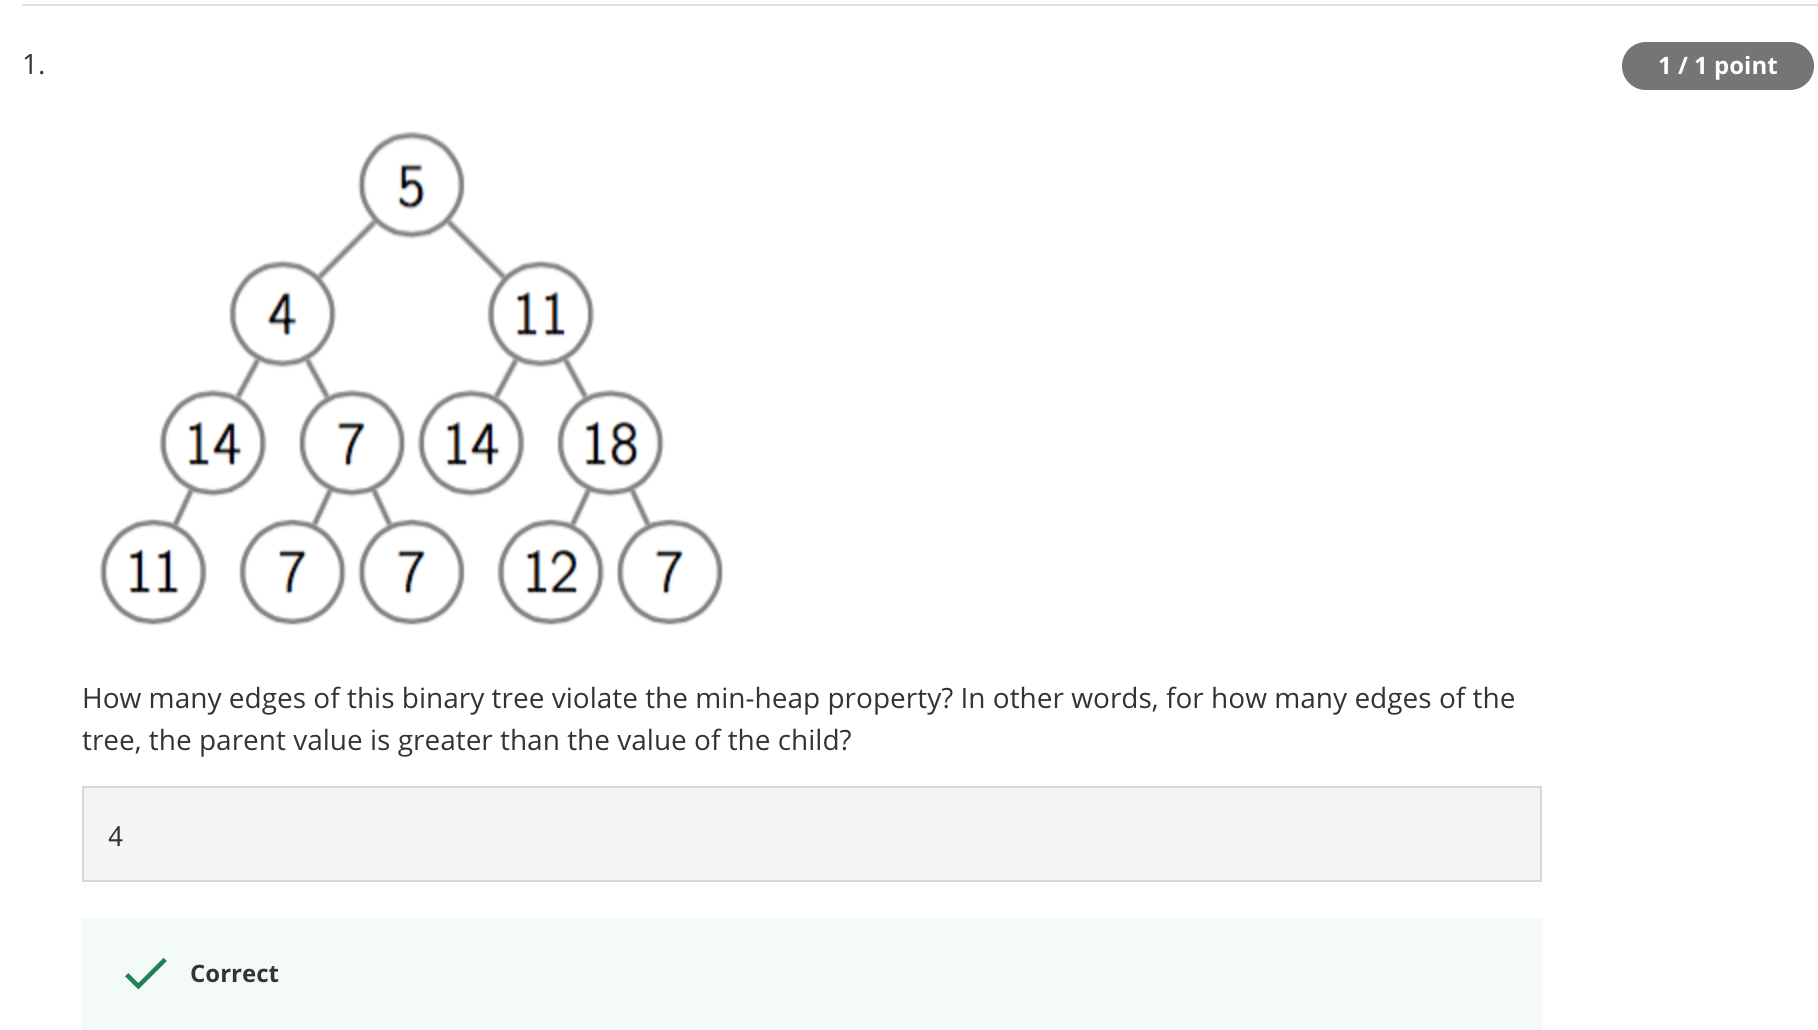 1.
1 / 1 point
5
4 11
14 7 14 18
11 7 7 12 7
How many edges of this binary tree violate the min-heap property? In other words, for how many edges of the
tree, the parent value is greater than the value of the child?
4
Correct